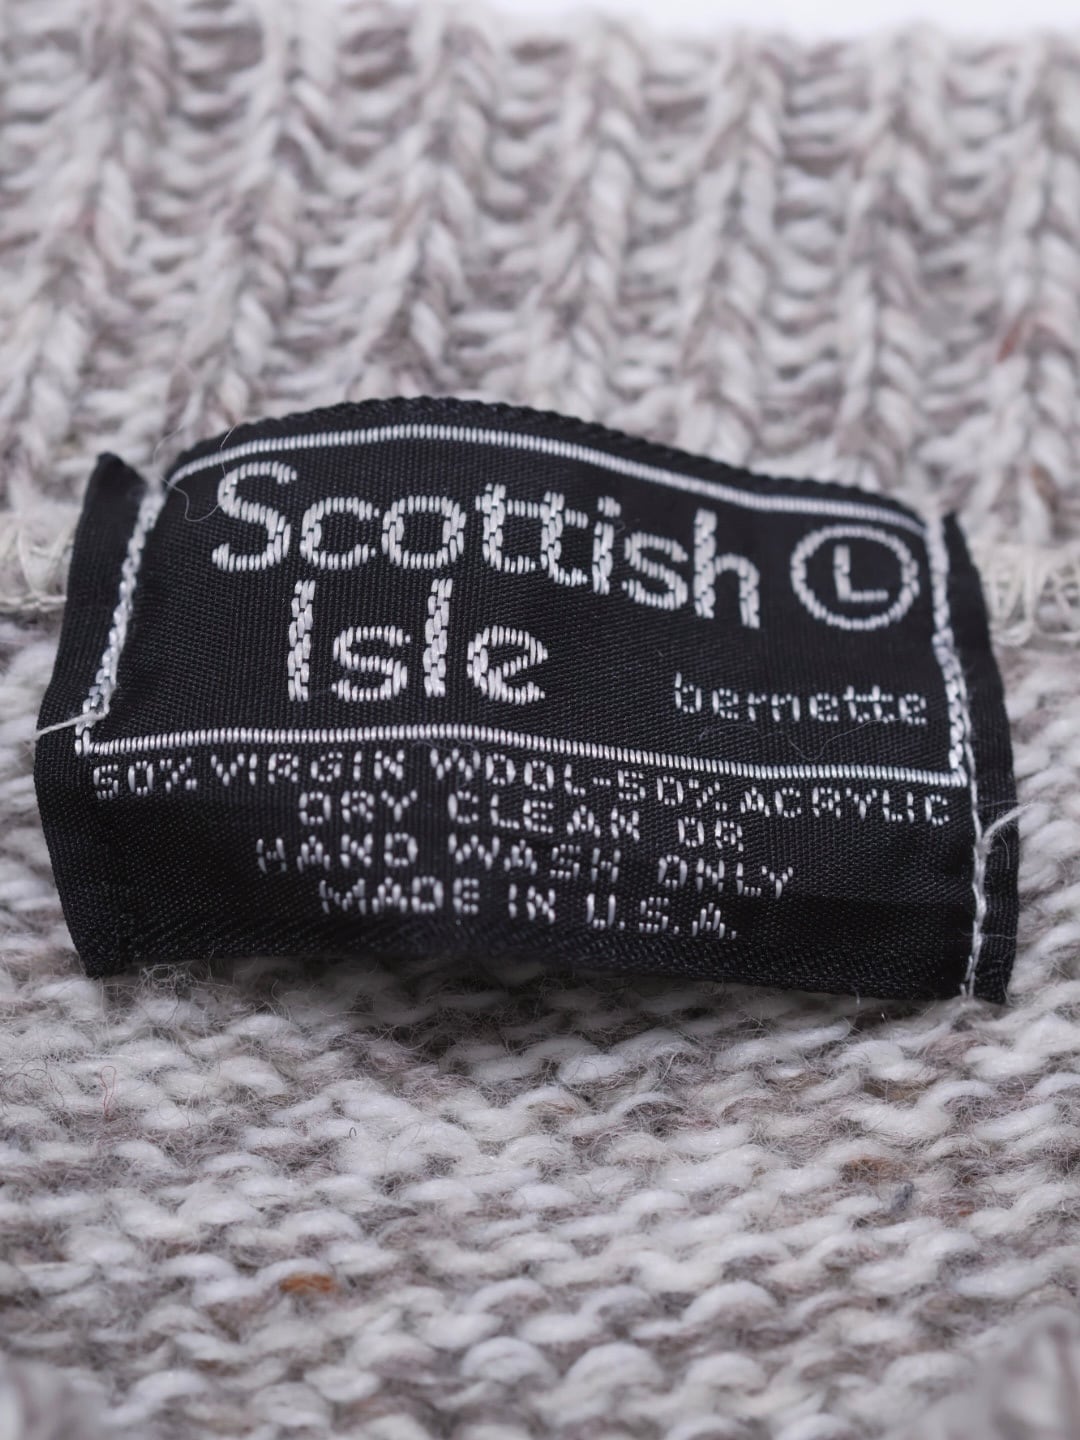 Scottish L
Isle
bernette
50% VIRGIN WOOL-50% ACRYLIC
DRY CLEAN OR
HAND WASH ONLY
MADE IN U.S.A.